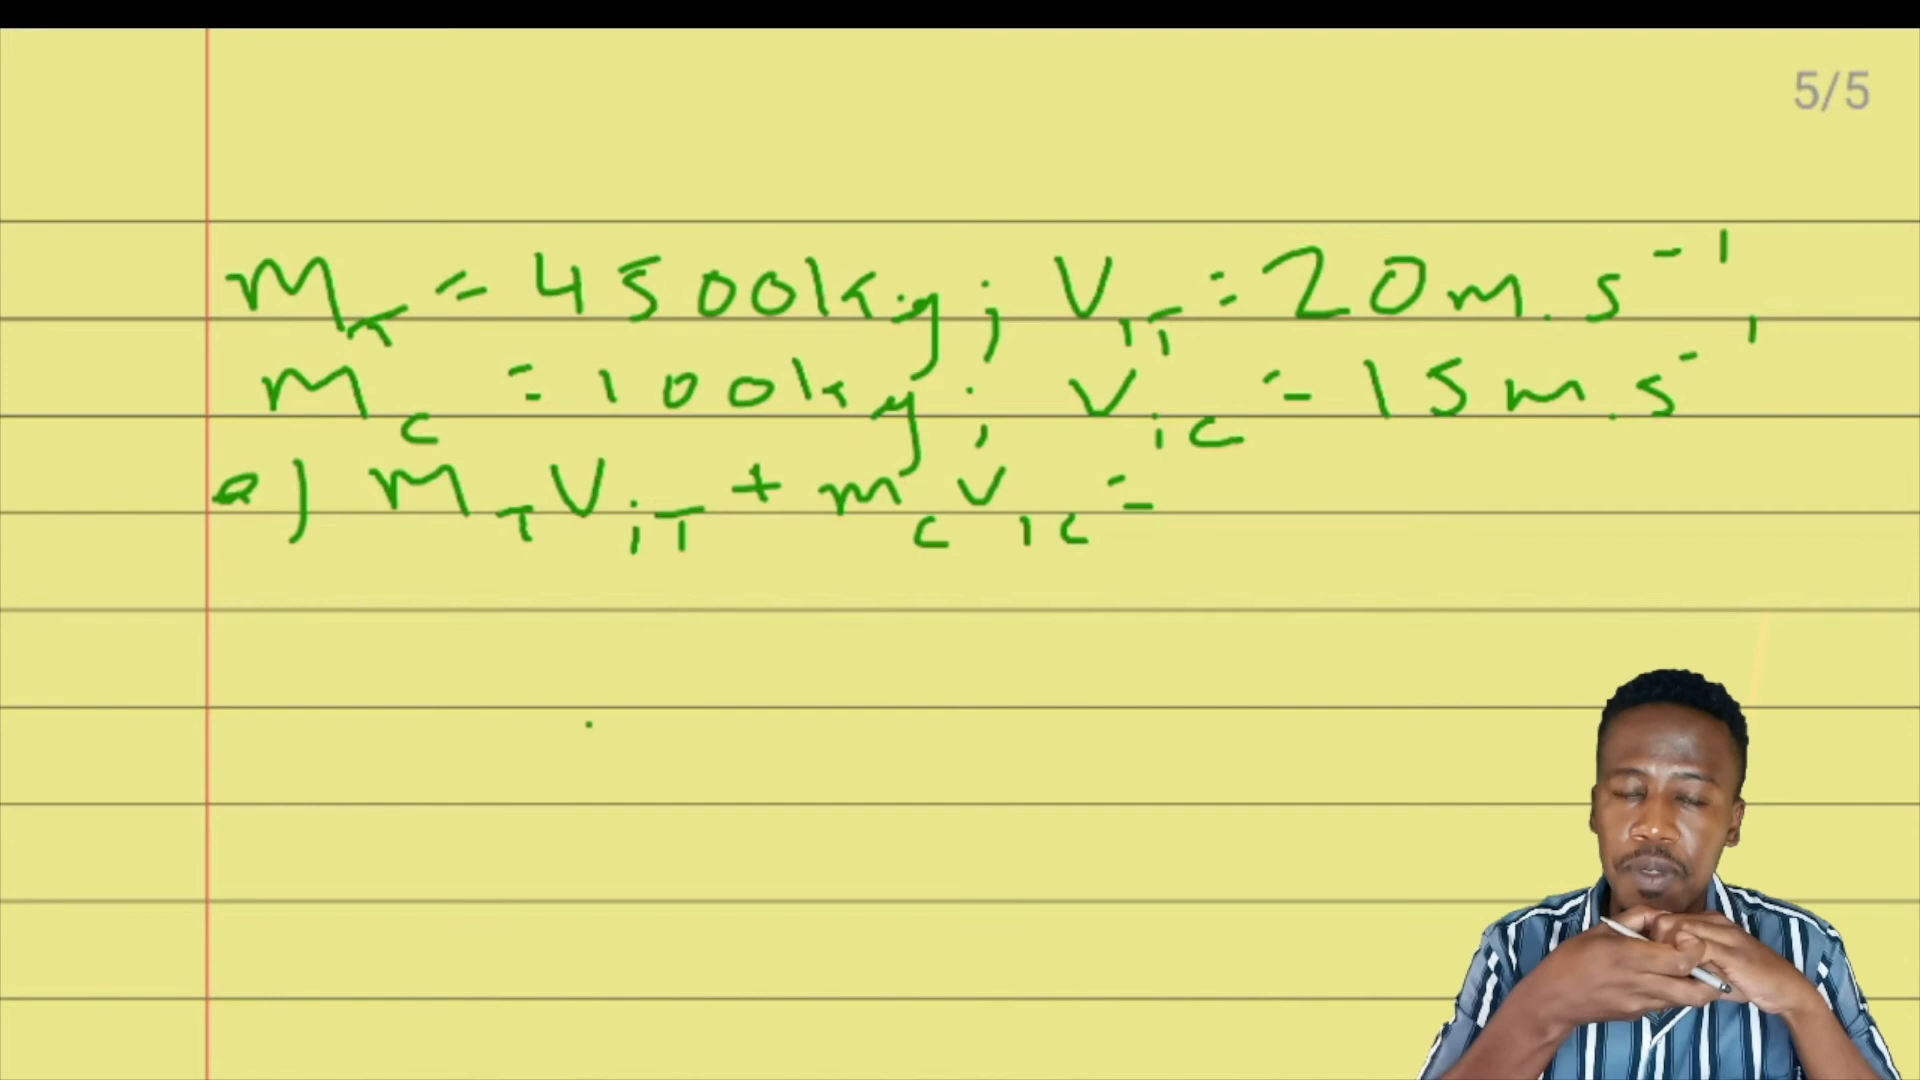 5/5
m_T = 4500kg; V_iT = 20m.s⁻¹,
m_c = 100kg; V_ic = 15m.s⁻¹
a) m_T V_iT + m_c v_ic =